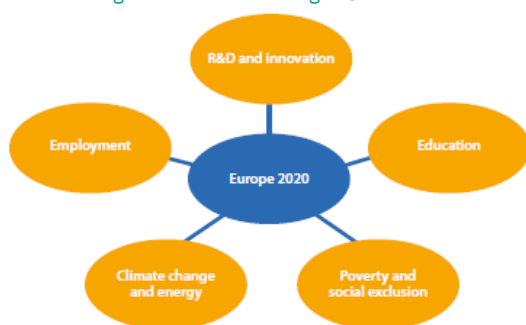 R&D and innovation
Employment
Education
Europe 2020
Climate change
and energy
Poverty and
social exclusion